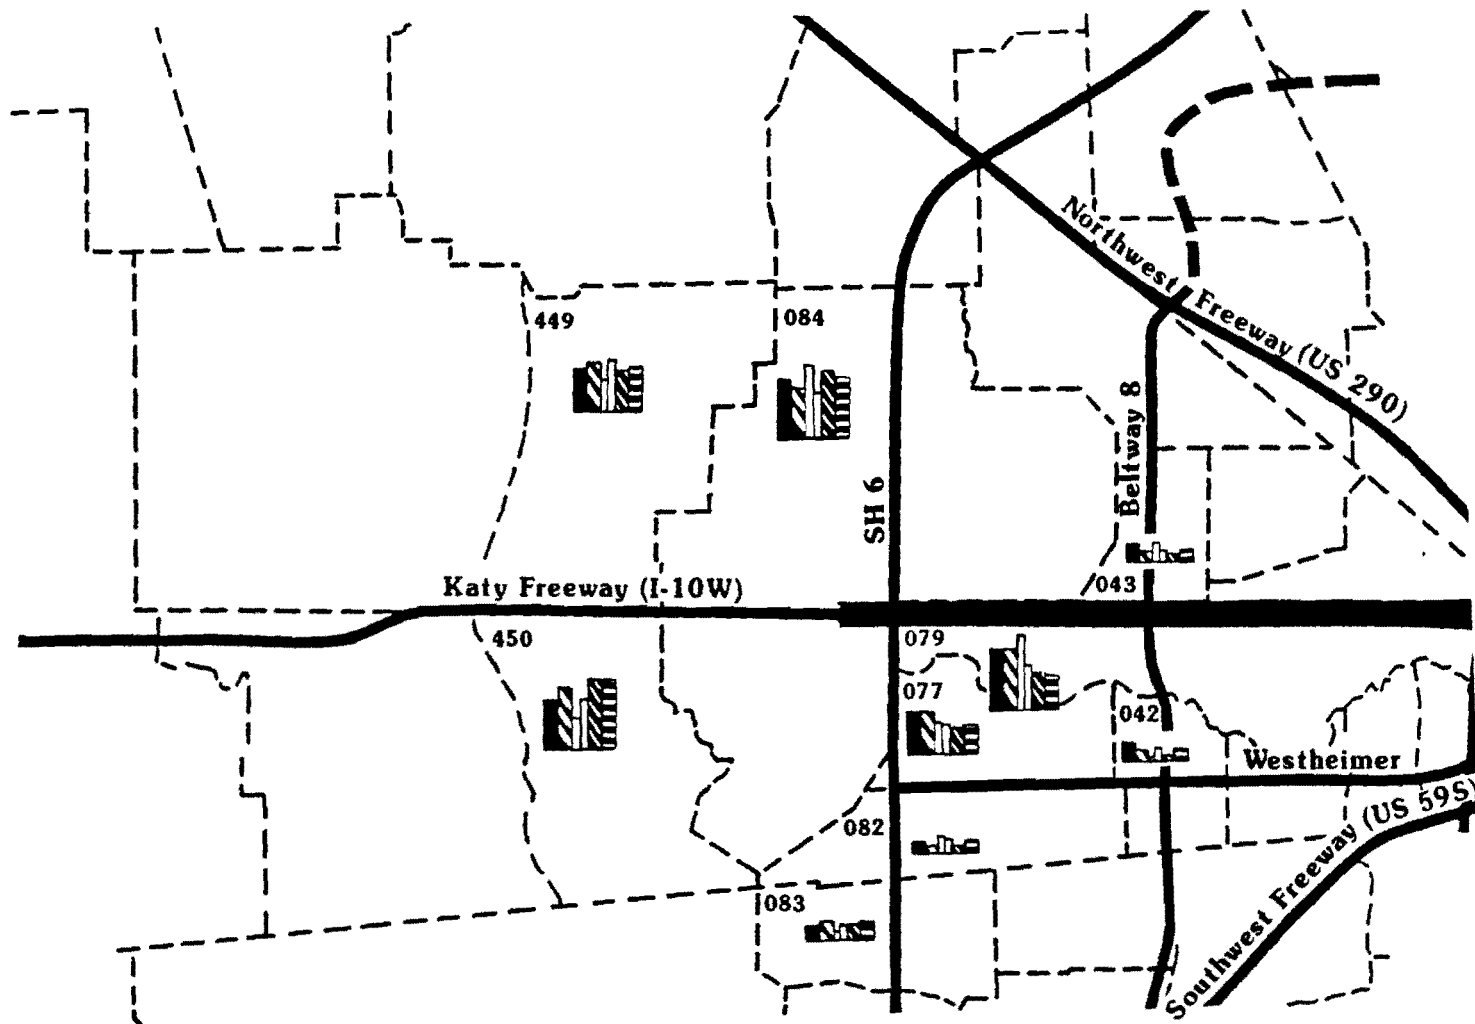 Northwest Freeway (US 290)
449
084
Beltway 8
SH 6
043
Katy Freeway (I-10W)
450
079
077
042
Westheimer
082
Southwest Freeway (US 59S)
083